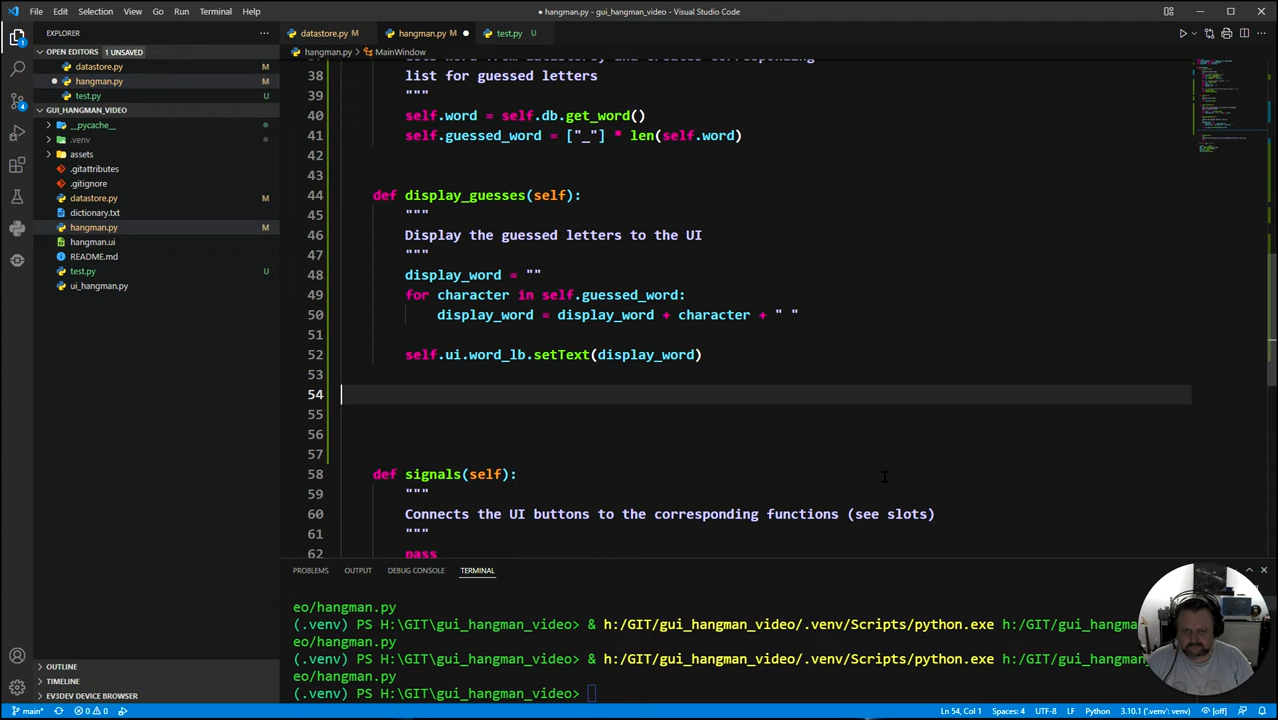 File Edit Selection View Go Run Terminal Help
● hangman.py - gui_hangman_video - Visual Studio Code
EXPLORER
OPEN EDITORS 1 UNSAVED
datastore.py
hangman.py
test.py
GUI_HANGMAN_VIDEO
__pycache__
.venv
assets
.gitattributes
.gitignore
datastore.py M
dictionary.txt
hangman.py M
hangman.ui
README.md
test.py U
ui_hangman.py
OUTLINE
TIMELINE
EV3DEV DEVICE BROWSER
datastore.py M hangman.py M ● test.py U
hangman.py > MainWindow
38 list for guessed letters
39 """
40 self.word = self.db.get_word()
41 self.guessed_word = ["_"] * len(self.word)
42
43
44 def display_guesses(self):
45 """
46 Display the guessed letters to the UI
47 """
48 display_word = ""
49 for character in self.guessed_word:
50 display_word = display_word + character + " "
51
52 self.ui.word_lb.setText(display_word)
53
54
55
56
57
58 def signals(self):
59 """
60 Connects the UI buttons to the corresponding functions (see slots)
61 """
62 pass
PROBLEMS OUTPUT DEBUG CONSOLE TERMINAL
eo/hangman.py
(.venv) PS H:\GIT\gui_hangman_video> & h:/GIT/gui_hangman_video/.venv/Scripts/python.exe h:/GIT/gui_hangma
eo/hangman.py
(.venv) PS H:\GIT\gui_hangman_video> & h:/GIT/gui_hangman_video/.venv/Scripts/python.exe h:/GIT/gui_hangm
eo/hangman.py
(.venv) PS H:\GIT\gui_hangman_video>
main* 0 0 Ln 54, Col 1 Spaces: 4 UTF-8 LF Python 3.10.1 ('.venv': venv) [off]